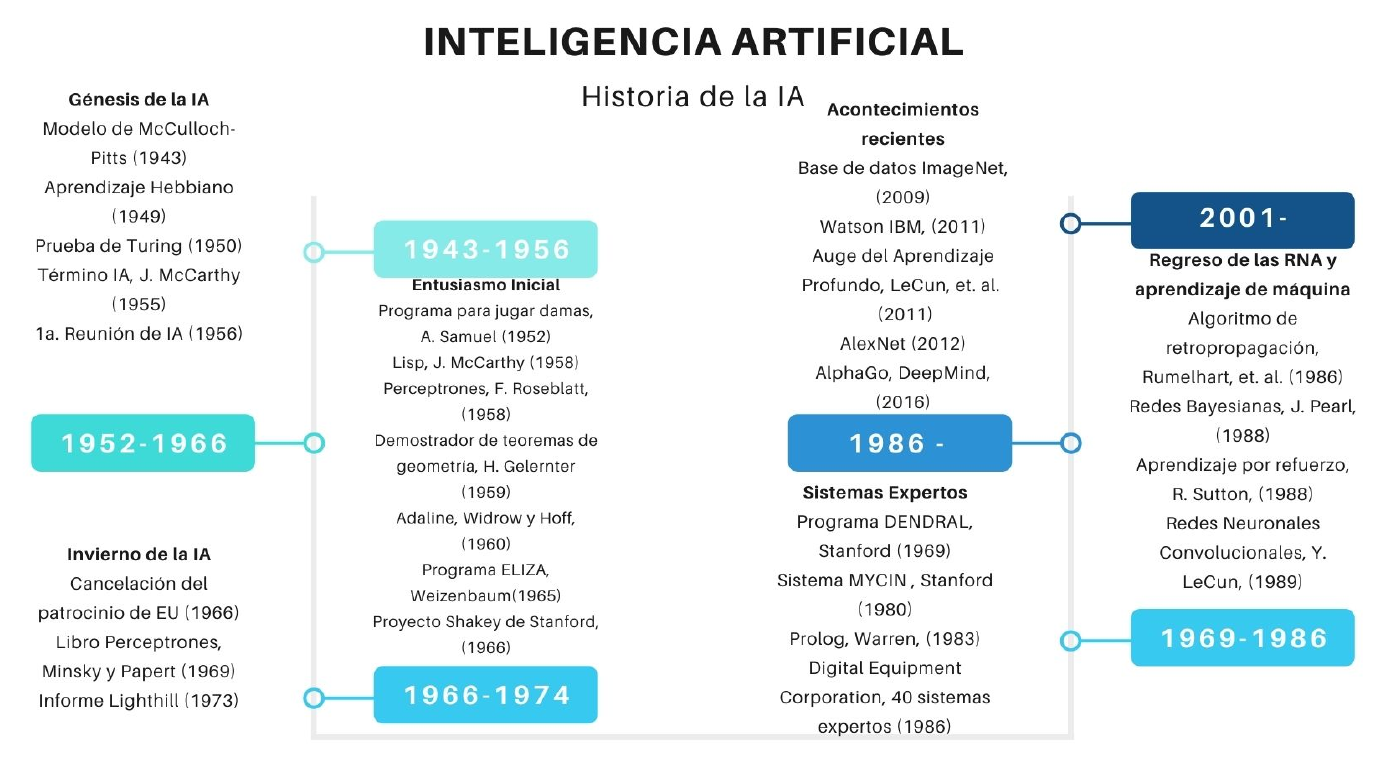 INTELIGENCIA ARTIFICIAL
Historia de la IA
Génesis de la IA
Modelo de McCulloch-
Pitts (1943)
Aprendizaje Hebbiano
(1949)
Prueba de Turing (1950)
Término IA, J. McCarthy
(1955)
1a. Reunión de IA (1956)
1943-1956
Entusiasmo Inicial
Programa para jugar damas,
A. Samuel (1952)
Lisp, J. McCarthy (1958)
Perceptrones, F. Roseblatt,
(1958)
Demostrador de teoremas de
geometría, H. Gelernter
(1959)
Adaline, Widrow y Hoff,
(1960)
Programa ELIZA,
Weizenbaum(1965)
Proyecto Shakey de Stanford,
(1966)
1952-1966
Invierno de la IA
Cancelación del
patrocinio de EU (1966)
Libro Perceptrones,
Minsky y Papert (1969)
Informe Lighthill (1973)
1966-1974
Sistemas Expertos
Programa DENDRAL,
Stanford (1969)
Sistema MYCIN , Stanford
(1980)
Prolog, Warren, (1983)
Digital Equipment
Corporation, 40 sistemas
expertos (1986)
1969-1986
Regreso de las RNA y
aprendizaje de máquina
Algoritmo de
retropropagación,
Rumelhart, et. al. (1986)
Redes Bayesianas, J. Pearl,
(1988)
Aprendizaje por refuerzo,
R. Sutton, (1988)
Redes Neuronales
Convolucionales, Y.
LeCun, (1989)
1986 -
Acontecimientos
recientes
Base de datos ImageNet,
(2009)
Watson IBM, (2011)
Auge del Aprendizaje
Profundo, LeCun, et. al.
(2011)
AlexNet (2012)
AlphaGo, DeepMind,
(2016)
2001-